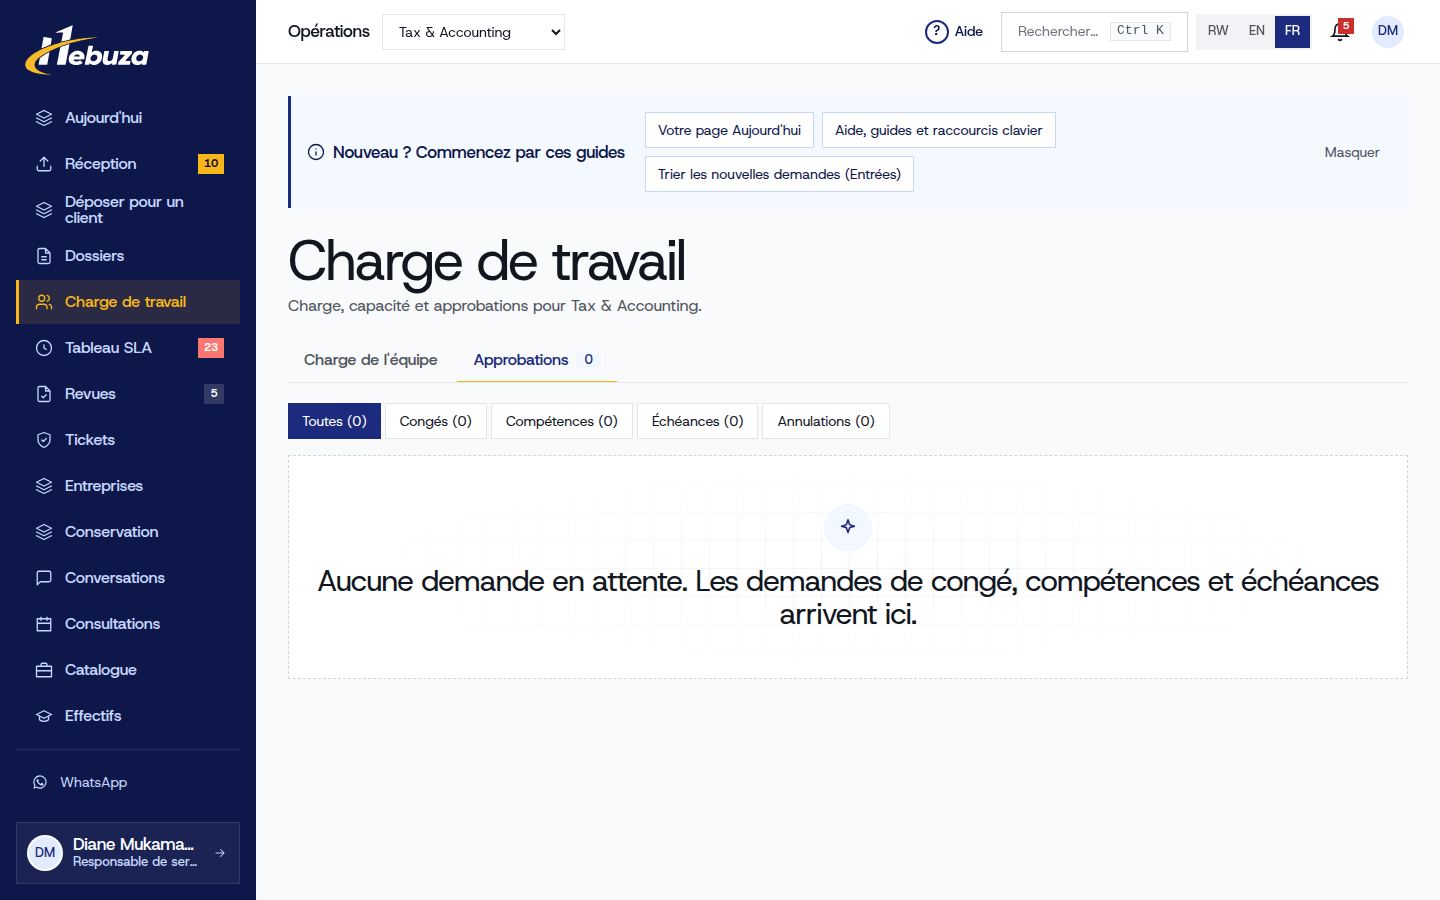 Hebuza
Aujourd'hui
Réception 10
Déposer pour un
client
Dossiers
Charge de travail
Tableau SLA 23
Revues 5
Tickets
Entreprises
Conservation
Conversations
Consultations
Catalogue
Effectifs
WhatsApp
DM
Diane Mukama...
Responsable de ser...
Opérations
Tax & Accounting
? Aide
Rechercher... Ctrl K
RW EN FR
5
DM
Nouveau ? Commencez par ces guides
Votre page Aujourd'hui
Aide, guides et raccourcis clavier
Trier les nouvelles demandes (Entrées)
Masquer
Charge de travail
Charge, capacité et approbations pour Tax & Accounting.
Charge de l'équipe
Approbations 0
Toutes (0)
Congés (0)
Compétences (0)
Échéances (0)
Annulations (0)
Aucune demande en attente. Les demandes de congé, compétences et échéances
arrivent ici.